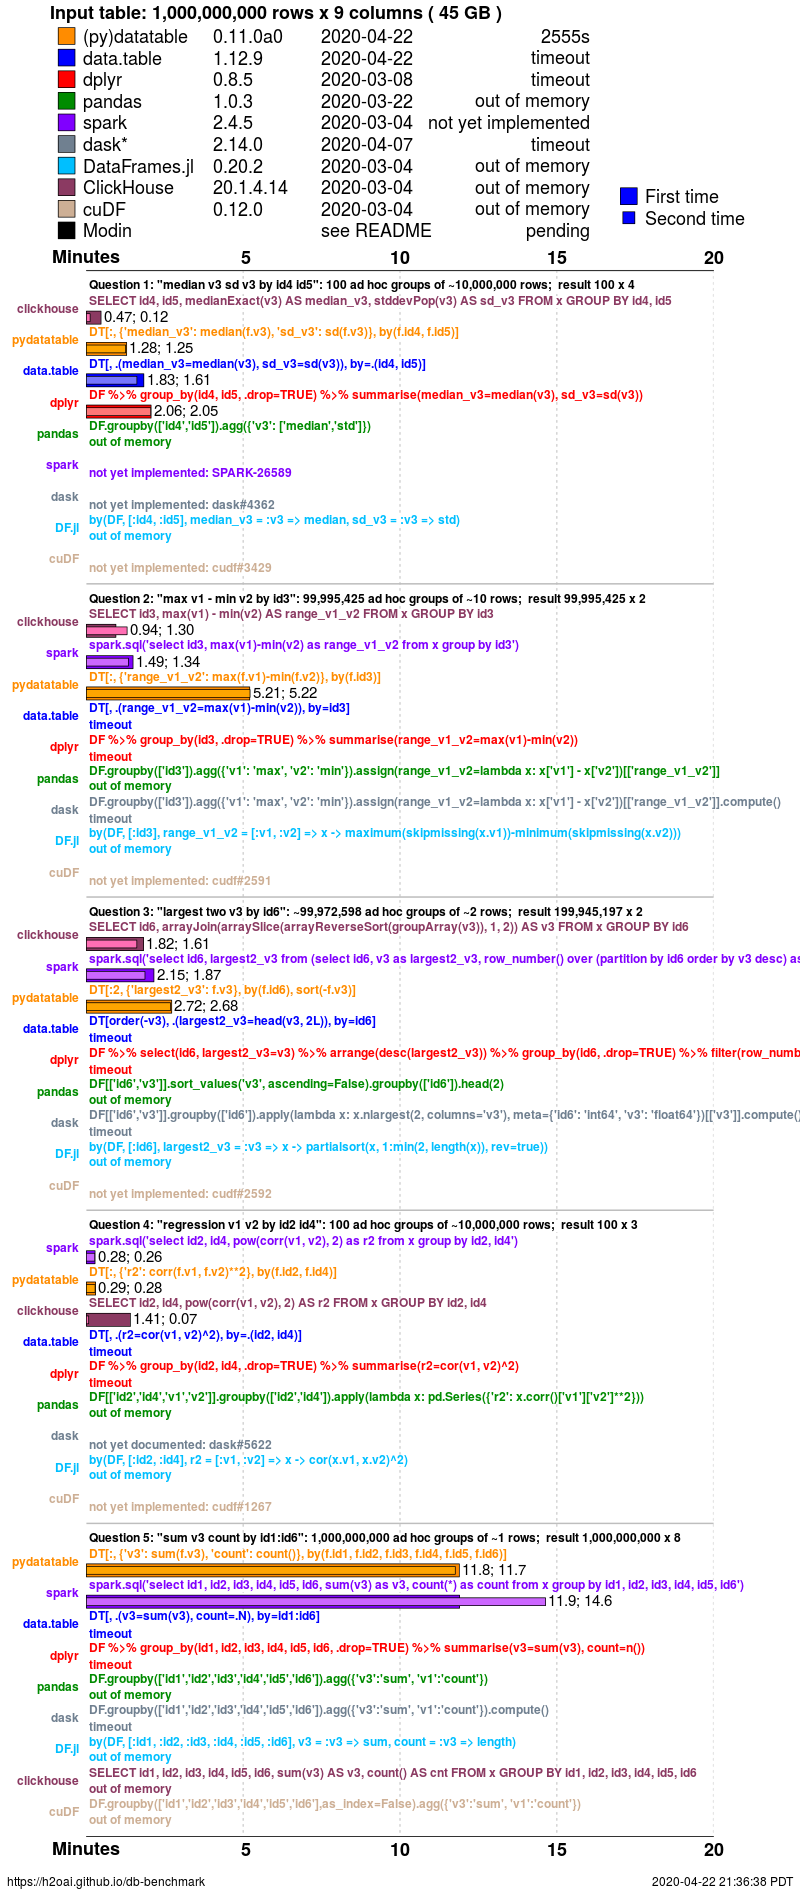 Input table: 1,000,000,000 rows x 9 columns ( 45 GB )
(py)datatable 0.11.0a0 2020-04-22 2555s
data.table 1.12.9 2020-04-22 timeout
dplyr 0.8.5 2020-03-08 timeout
pandas 1.0.3 2020-03-22 out of memory
spark 2.4.5 2020-03-04 not yet implemented
dask* 2.14.0 2020-04-07 timeout
DataFrames.jl 0.20.2 2020-03-04 out of memory
ClickHouse 20.1.4.14 2020-03-04 out of memory
cuDF 0.12.0 2020-03-04 out of memory
Modin see README pending
First time
Second time
Minutes 5 10 15 20
Question 1: "median v3 sd v3 by id4 id5": 100 ad hoc groups of ~10,000,000 rows; result 100 x 4
SELECT id4, id5, medianExact(v3) AS median_v3, stddevPop(v3) AS sd_v3 FROM x GROUP BY id4, id5
clickhouse 0.47; 0.12
DT[:, {'median_v3': median(f.v3), 'sd_v3': sd(f.v3)}, by(f.id4, f.id5)]
pydatatable 1.28; 1.25
DT[, .(median_v3=median(v3), sd_v3=sd(v3)), by=.(id4, id5)]
data.table 1.83; 1.61
DF %>% group_by(id4, id5, .drop=TRUE) %>% summarise(median_v3=median(v3), sd_v3=sd(v3))
dplyr 2.06; 2.05
DF.groupby(['id4','id5']).agg({'v3': ['median','std']})
pandas out of memory
spark not yet implemented: SPARK-26589
dask not yet implemented: dask#4362
by(DF, [:id4, :id5], median_v3 = :v3 => median, sd_v3 = :v3 => std)
DF.jl out of memory
cuDF not yet implemented: cudf#3429
Question 2: "max v1 - min v2 by id3": 99,995,425 ad hoc groups of ~10 rows; result 99,995,425 x 2
SELECT id3, max(v1) - min(v2) AS range_v1_v2 FROM x GROUP BY id3
clickhouse 0.94; 1.30
spark.sql('select id3, max(v1)-min(v2) as range_v1_v2 from x group by id3')
spark 1.49; 1.34
DT[:, {'range_v1_v2': max(f.v1)-min(f.v2)}, by(f.id3)]
pydatatable 5.21; 5.22
DT[, .(range_v1_v2=max(v1)-min(v2)), by=id3]
data.table timeout
DF %>% group_by(id3, .drop=TRUE) %>% summarise(range_v1_v2=max(v1)-min(v2))
dplyr timeout
DF.groupby(['id3']).agg({'v1': 'max', 'v2': 'min'}).assign(range_v1_v2=lambda x: x['v1'] - x['v2'])[['range_v1_v2']]
pandas out of memory
DF.groupby(['id3']).agg({'v1': 'max', 'v2': 'min'}).assign(range_v1_v2=lambda x: x['v1'] - x['v2'])[['range_v1_v2']].compute()
dask timeout
by(DF, [:id3], range_v1_v2 = [:v1, :v2] => x -> maximum(skipmissing(x.v1))-minimum(skipmissing(x.v2)))
DF.jl out of memory
cuDF not yet implemented: cudf#2591
Question 3: "largest two v3 by id6": ~99,972,598 ad hoc groups of ~2 rows; result 199,945,197 x 2
SELECT id6, arrayJoin(arraySlice(arrayReverseSort(groupArray(v3)), 1, 2)) AS v3 FROM x GROUP BY id6
clickhouse 1.82; 1.61
spark.sql('select id6, largest2_v3 from (select id6, v3 as largest2_v3, row_number() over (partition by id6 order by v3 desc) as
spark 2.15; 1.87
DT[:2, {'largest2_v3': f.v3}, by(f.id6), sort(-f.v3)]
pydatatable 2.72; 2.68
DT[order(-v3), .(largest2_v3=head(v3, 2L)), by=id6]
data.table timeout
DF %>% select(id6, largest2_v3=v3) %>% arrange(desc(largest2_v3)) %>% group_by(id6, .drop=TRUE) %>% filter(row_numb
dplyr timeout
DF[['id6','v3']].sort_values('v3', ascending=False).groupby(['id6']).head(2)
pandas out of memory
DF[['id6','v3']].groupby(['id6']).apply(lambda x: x.nlargest(2, columns='v3'), meta={'id6': 'int64', 'v3': 'float64'})[['v3']].compute()
dask timeout
by(DF, [:id6], largest2_v3 = :v3 => x -> partialsort(x, 1:min(2, length(x)), rev=true))
DF.jl out of memory
cuDF not yet implemented: cudf#2592
Question 4: "regression v1 v2 by id2 id4": 100 ad hoc groups of ~10,000,000 rows; result 100 x 3
spark.sql('select id2, id4, pow(corr(v1, v2), 2) as r2 from x group by id2, id4')
spark 0.28; 0.26
DT[:, {'r2': corr(f.v1, f.v2)**2}, by(f.id2, f.id4)]
pydatatable 0.29; 0.28
SELECT id2, id4, pow(corr(v1, v2), 2) AS r2 FROM x GROUP BY id2, id4
clickhouse 1.41; 0.07
DT[, .(r2=cor(v1, v2)^2), by=.(id2, id4)]
data.table timeout
DF %>% group_by(id2, id4, .drop=TRUE) %>% summarise(r2=cor(v1, v2)^2)
dplyr timeout
DF[['id2','id4','v1','v2']].groupby(['id2','id4']).apply(lambda x: pd.Series({'r2': x.corr()['v1']['v2']**2}))
pandas out of memory
dask not yet documented: dask#5622
by(DF, [:id2, :id4], r2 = [:v1, :v2] => x -> cor(x.v1, x.v2)^2)
DF.jl out of memory
cuDF not yet implemented: cudf#1267
Question 5: "sum v3 count by id1:id6": 1,000,000,000 ad hoc groups of ~1 rows; result 1,000,000,000 x 8
DT[:, {'v3': sum(f.v3), 'count': count()}, by(f.id1, f.id2, f.id3, f.id4, f.id5, f.id6)]
pydatatable 11.8; 11.7
spark.sql('select id1, id2, id3, id4, id5, id6, sum(v3) as v3, count(*) as count from x group by id1, id2, id3, id4, id5, id6')
spark 11.9; 14.6
DT[, .(v3=sum(v3), count=.N), by=id1:id6]
data.table timeout
DF %>% group_by(id1, id2, id3, id4, id5, id6, .drop=TRUE) %>% summarise(v3=sum(v3), count=n())
dplyr timeout
DF.groupby(['id1','id2','id3','id4','id5','id6']).agg({'v3':'sum', 'v1':'count'})
pandas out of memory
DF.groupby(['id1','id2','id3','id4','id5','id6']).agg({'v3':'sum', 'v1':'count'}).compute()
dask timeout
by(DF, [:id1, :id2, :id3, :id4, :id5, :id6], v3 = :v3 => sum, count = :v3 => length)
DF.jl out of memory
SELECT id1, id2, id3, id4, id5, id6, sum(v3) AS v3, count() AS cnt FROM x GROUP BY id1, id2, id3, id4, id5, id6
clickhouse out of memory
DF.groupby(['id1','id2','id3','id4','id5','id6'],as_index=False).agg({'v3':'sum', 'v1':'count'})
cuDF out of memory
Minutes 5 10 15 20
https://h2oai.github.io/db-benchmark 2020-04-22 21:36:38 PDT